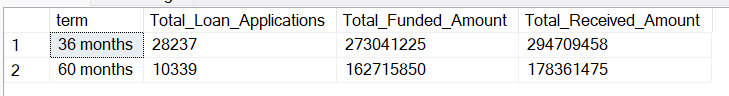 term Total_Loan_Applications Total_Funded_Amount Total_Received_Amount
1 36 months 28237 273041225 294709458
2 60 months 10339 162715850 178361475